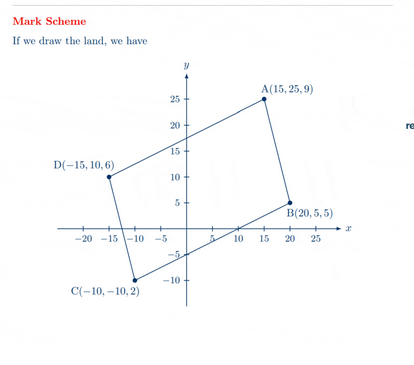 Mark Scheme
If we draw the land, we have
y
A(15, 25, 9)
25
20
15
D(−15, 10, 6)
10
5
B(20, 5, 5)
x
−20 −15 −10 −5 5 10 15 20 25
−5
−10
C(−10, −10, 2)
re